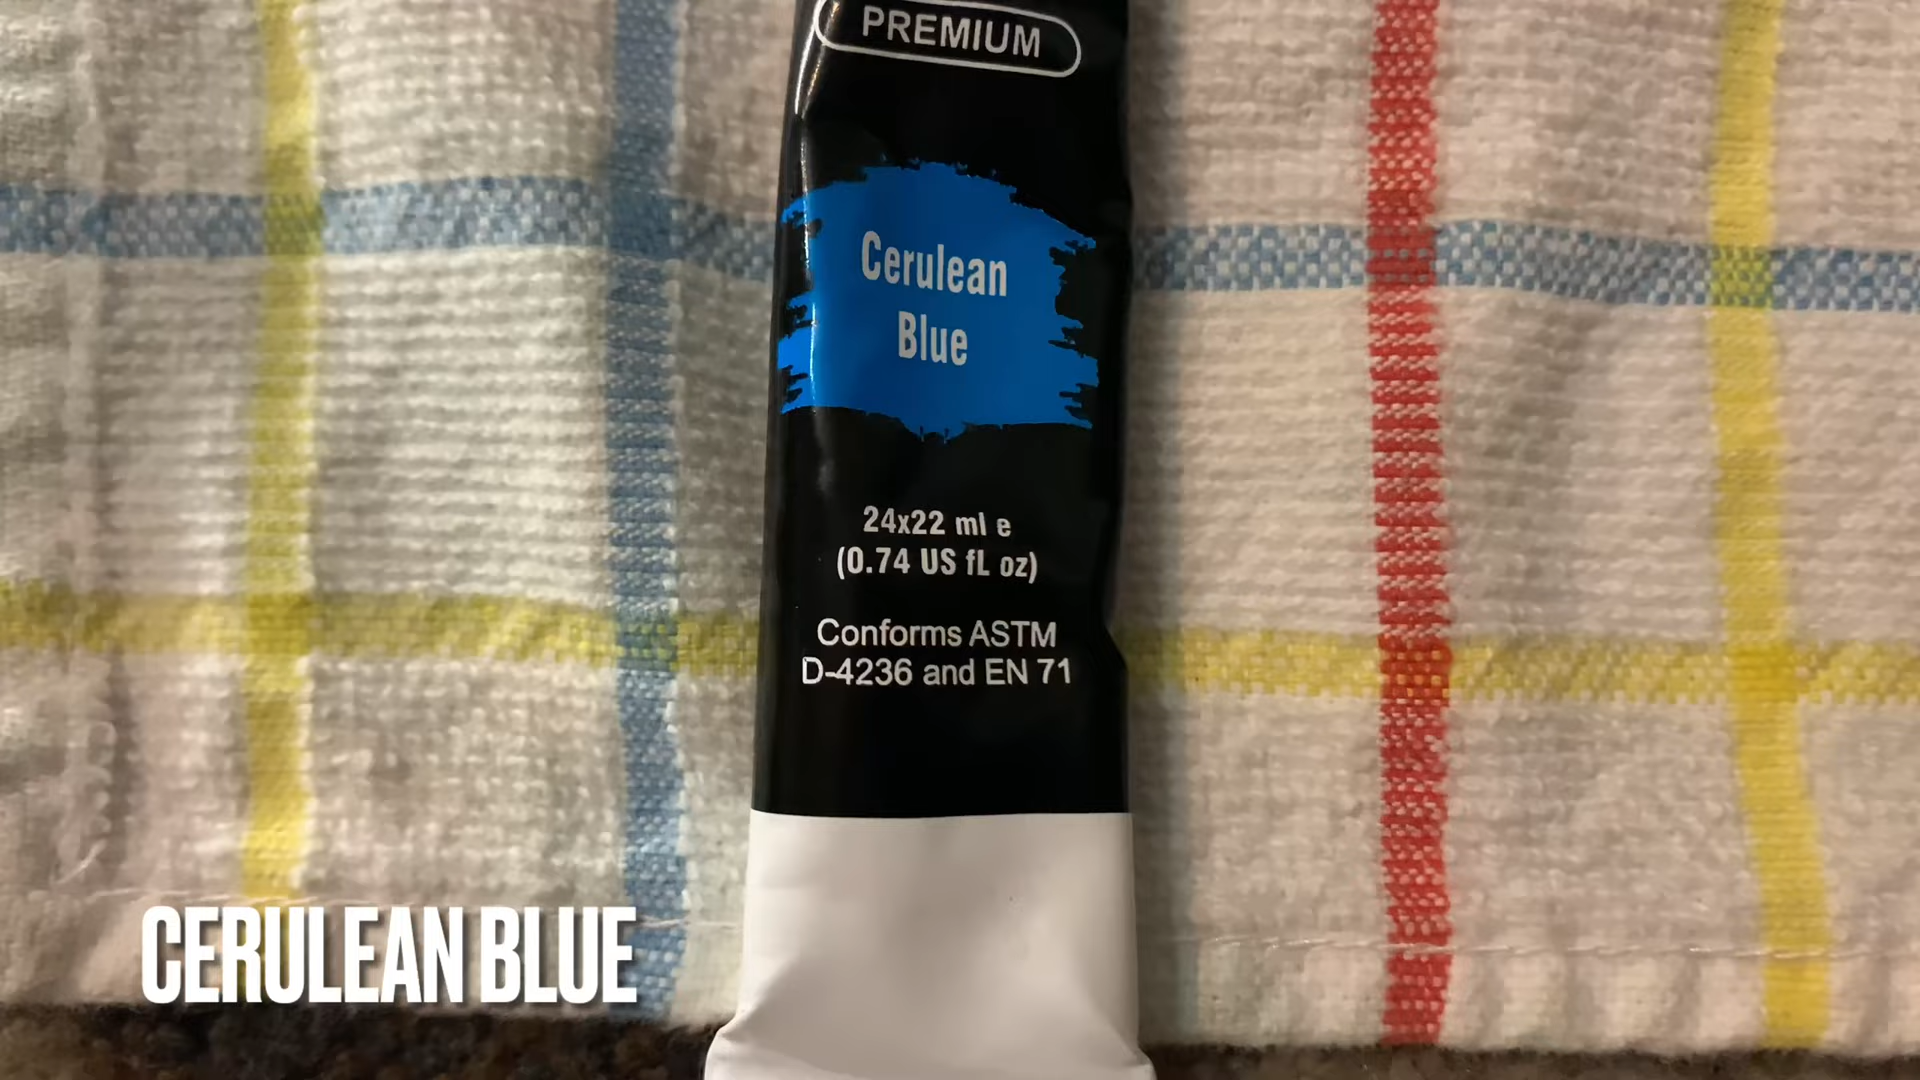 PREMIUM
Cerulean
Blue
24x22 ml e
(0.74 US fL oz)
Conforms ASTM
D-4236 and EN 71
CERULEAN BLUE